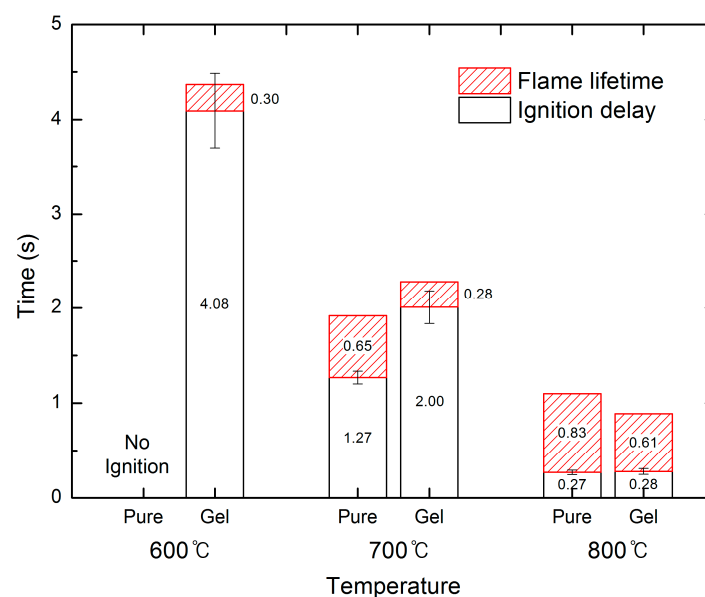 5
Flame lifetime
Ignition delay
0.30
4
3
Time (s)
4.08
2
0.28
0.65
2.00
1.27
1
0.83
0.61
No
Ignition
0.27
0.28
0
Pure
Gel
Pure
Gel
Pure
Gel
600℃
700℃
800℃
Temperature